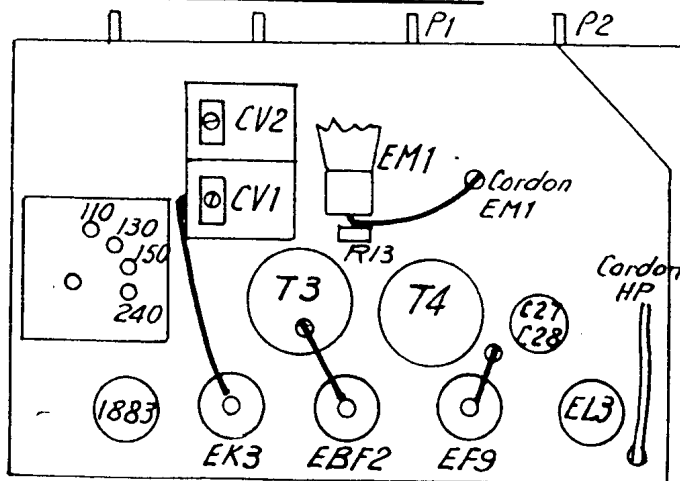 P1
P2
CV2
EM1
CV1
Cordon
EM1
110
130
150
240
R13
Cordon
HP
T3
T4
C27
C28
1883
EL3
EK3
EBF2
EF9